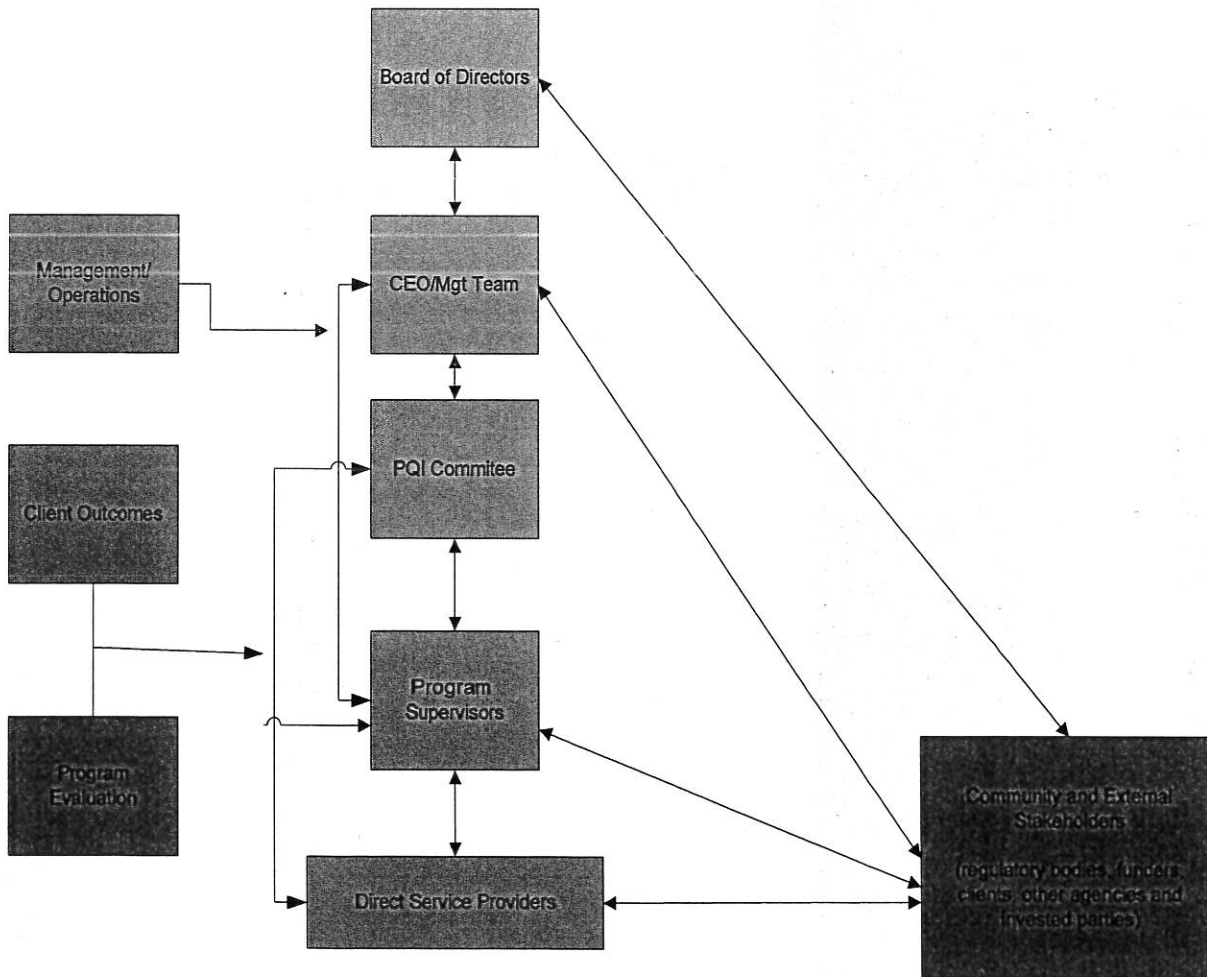 Board of Directors
Management/
Operations
CEO/Mgt Team
PQI Commitee
Client Outcomes
Program
Supervisors
Program
Evaluation
Community and External
Stakeholders
(regulatory bodies, funders,
clients, other agencies and
invested parties)
Direct Service Providers